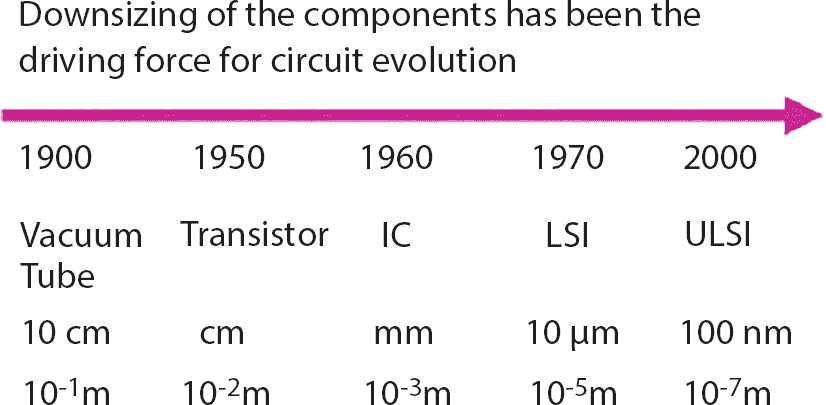 Downsizing of the components has been the
driving force for circuit evolution
1900 1950 1960 1970 2000
Vacuum Transistor IC LSI ULSI
Tube
10 cm cm mm 10 μm 100 nm
10⁻¹m 10⁻²m 10⁻³m 10⁻⁵m 10⁻⁷m